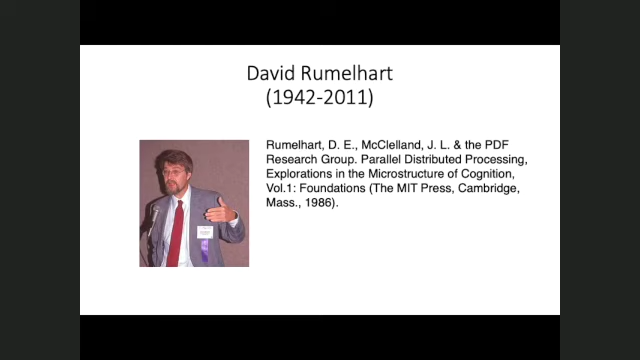 David Rumelhart
(1942-2011)
Rumelhart, D. E., McClelland, J. L. & the PDF
Research Group. Parallel Distributed Processing,
Explorations in the Microstructure of Cognition,
Vol.1: Foundations (The MIT Press, Cambridge,
Mass., 1986).